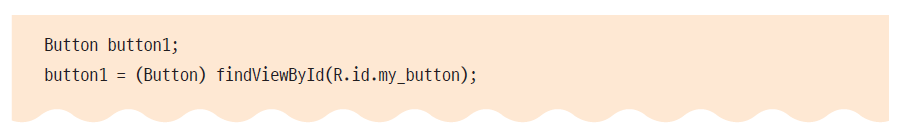 Button button1;
button1 = (Button) findViewById(R.id.my_button);